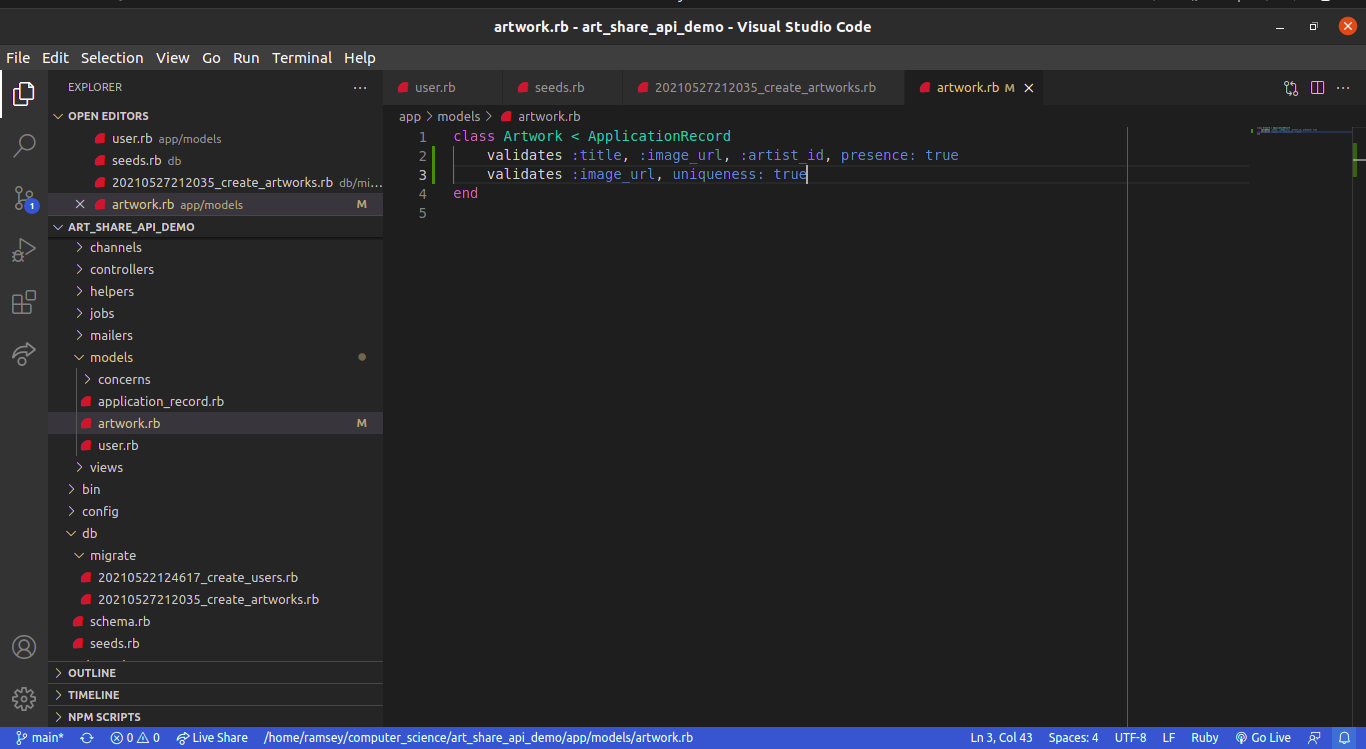 artwork.rb - art_share_api_demo - Visual Studio Code
File Edit Selection View Go Run Terminal Help
EXPLORER
OPEN EDITORS
user.rb app/models
seeds.rb db
20210527212035_create_artworks.rb db/mi...
artwork.rb app/models M
ART_SHARE_API_DEMO
channels
controllers
helpers
jobs
mailers
models
concerns
application_record.rb
artwork.rb M
user.rb
views
bin
config
db
migrate
20210522124617_create_users.rb
20210527212035_create_artworks.rb
schema.rb
seeds.rb
OUTLINE
TIMELINE
NPM SCRIPTS
1
user.rb seeds.rb 20210527212035_create_artworks.rb artwork.rb M
app > models > artwork.rb
1 class Artwork < ApplicationRecord
2 validates :title, :image_url, :artist_id, presence: true
3 validates :image_url, uniqueness: true
4 end
5
main* 0 0 Live Share /home/ramsey/computer_science/art_share_api_demo/app/models/artwork.rb Ln 3, Col 43 Spaces: 4 UTF-8 LF Ruby Go Live